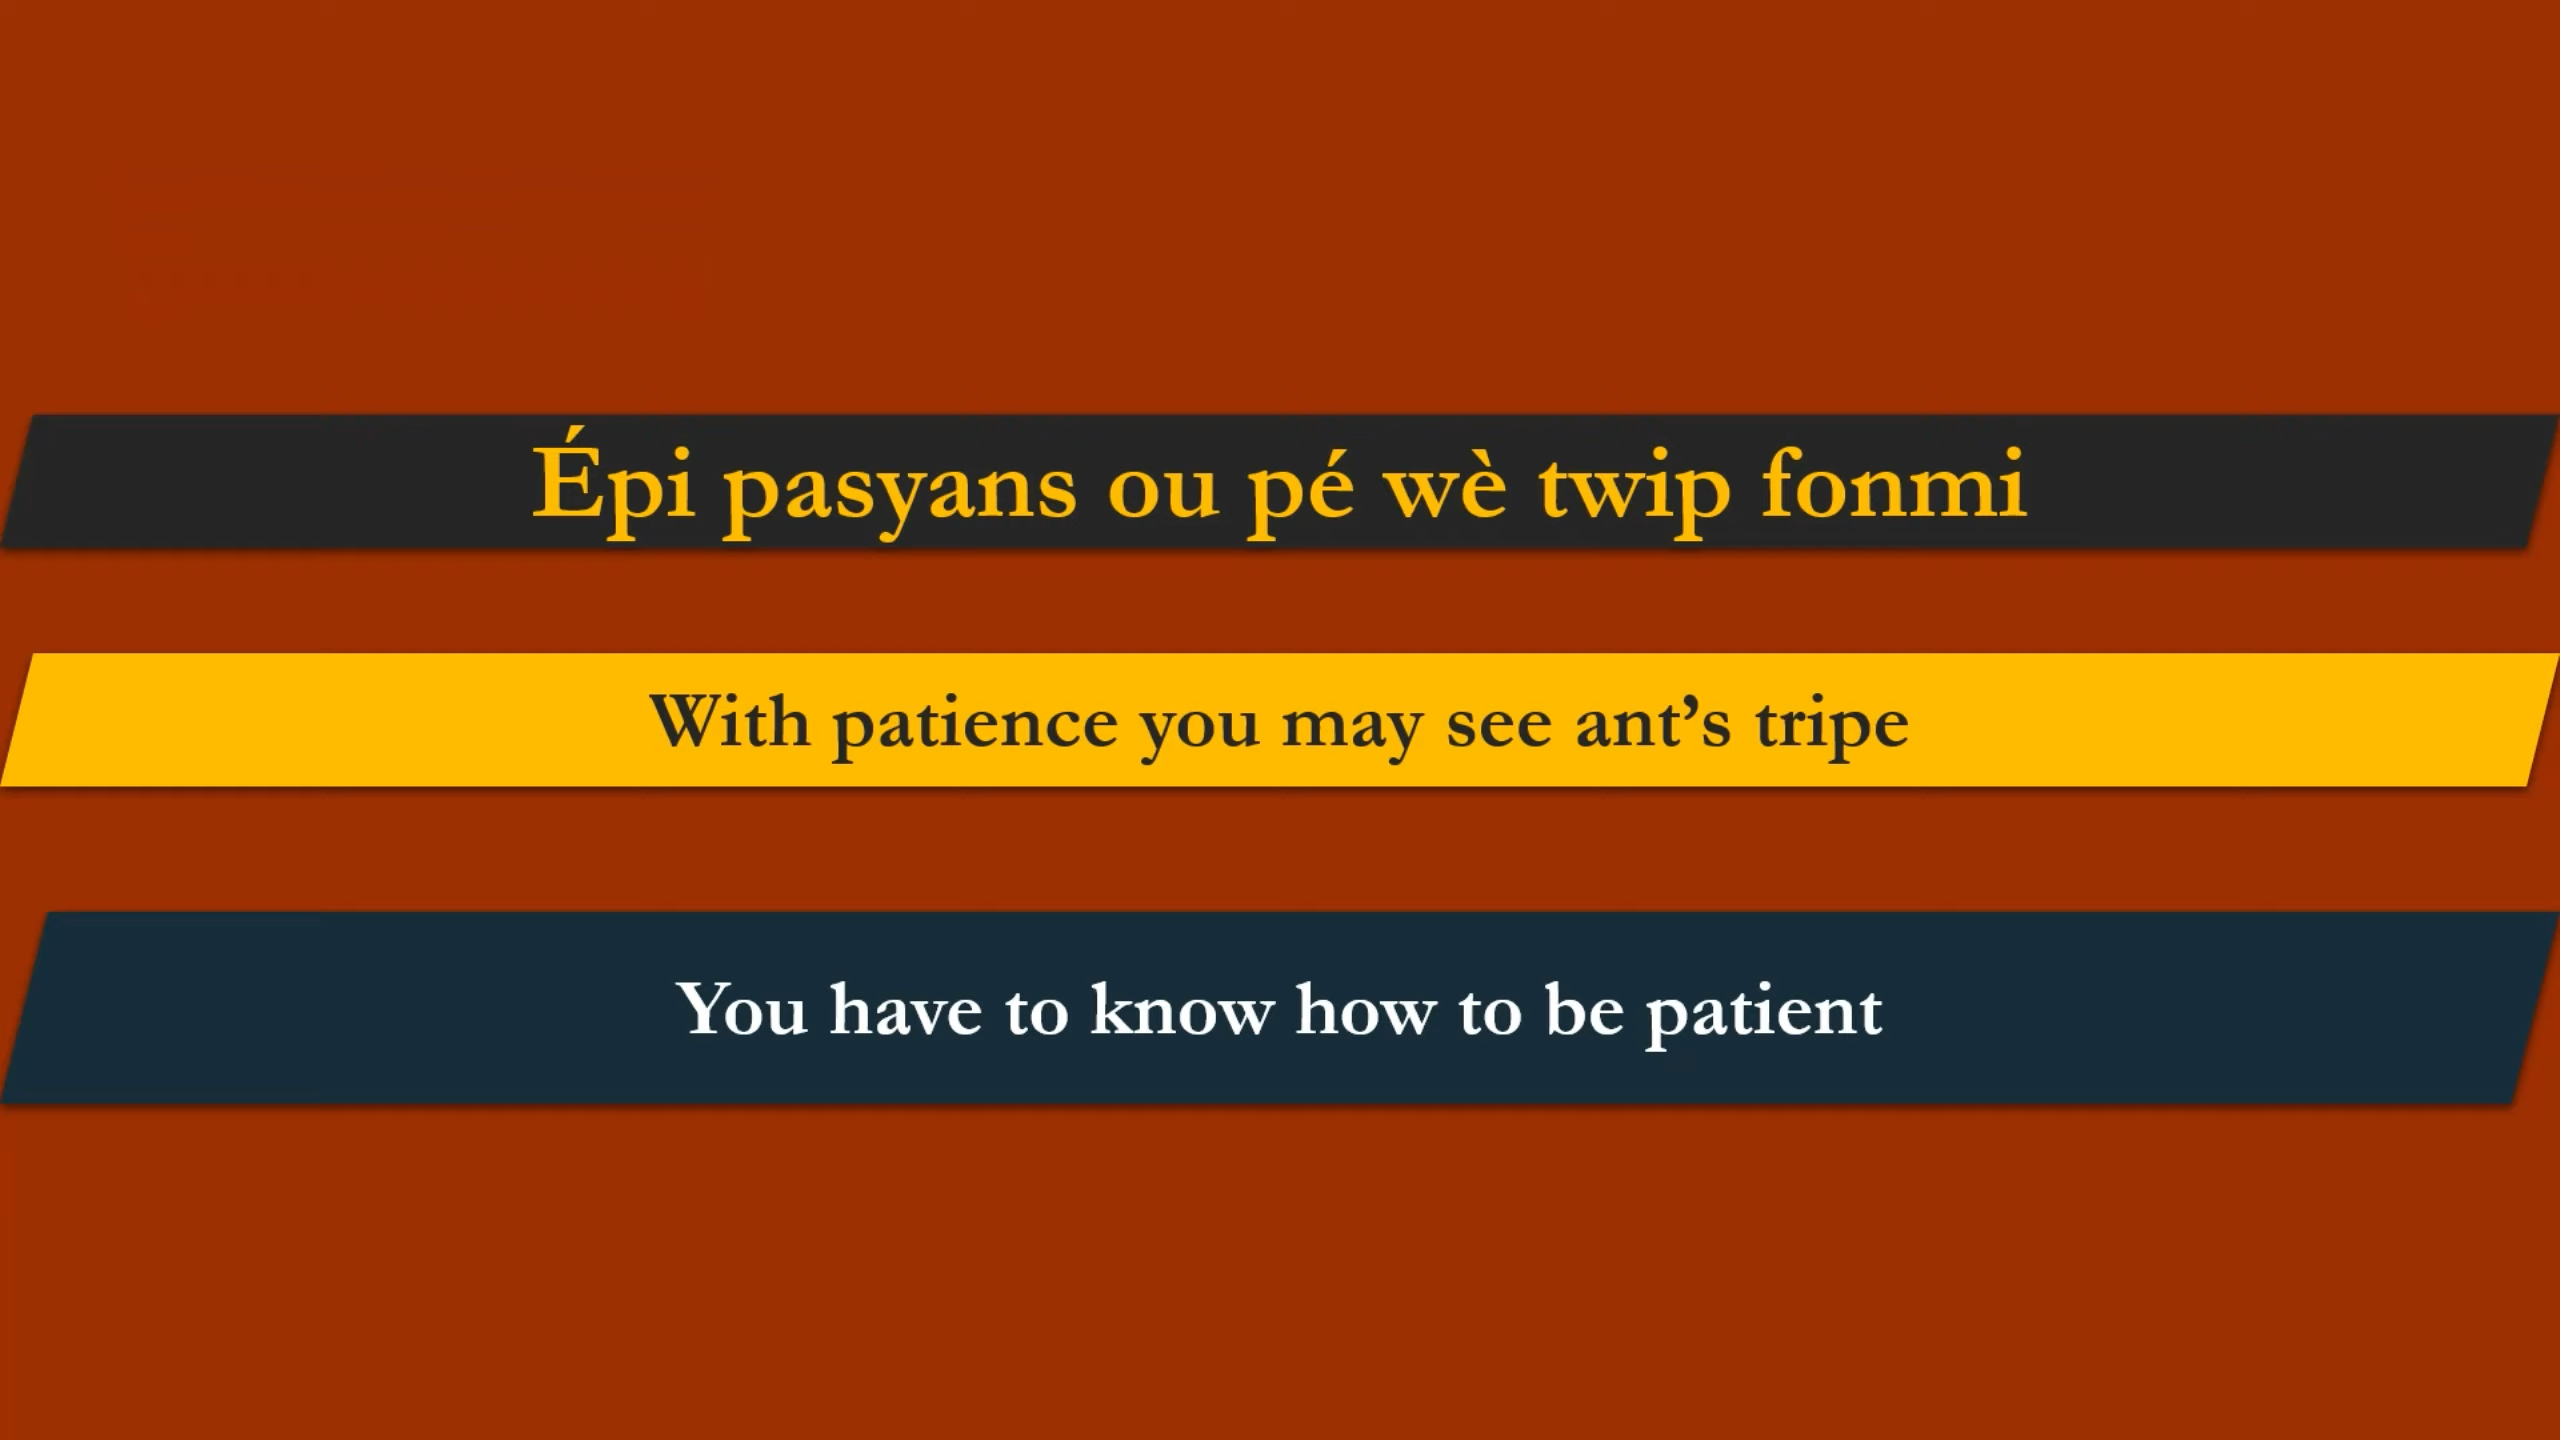 Épi pasyans ou pé wè twip fonmi
With patience you may see ant’s tripe
You have to know how to be patient